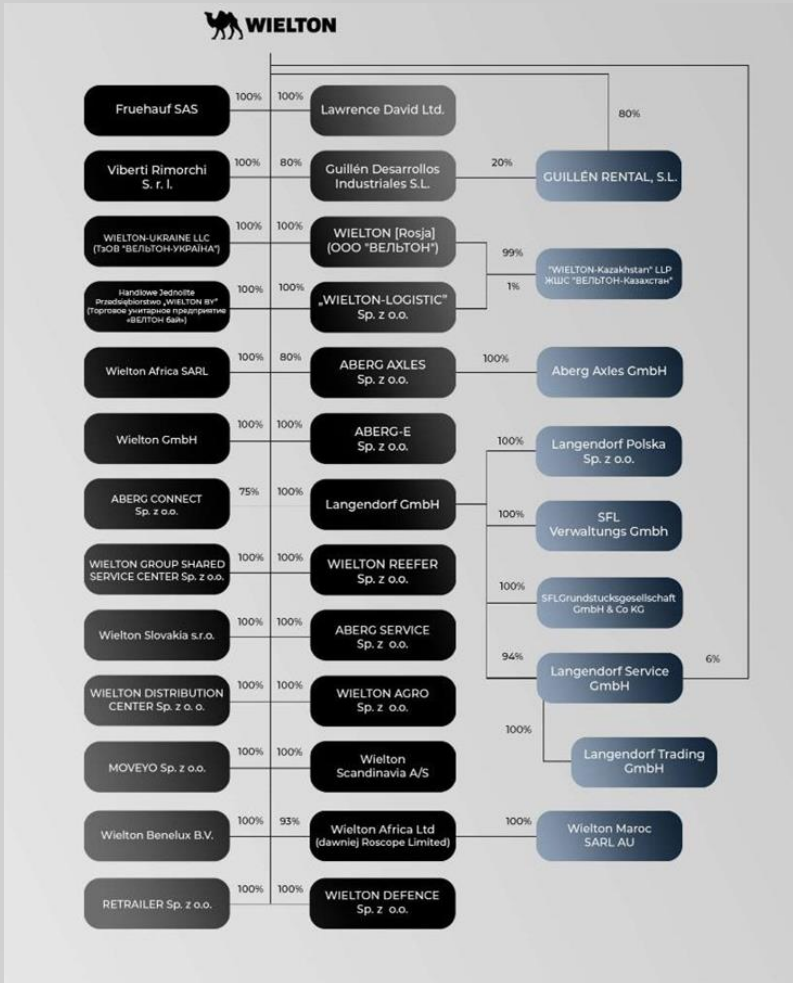 WIELTON
80%
Fruehauf SAS
100%
100%
Lawrence David Ltd.
Viberti Rimorchi
S. r. l.
100%
80%
Guillén Desarrollos
Industriales S.L.
20%
GUILLÉN RENTAL, S.L.
WIELTON-UKRAINE LLC
(ТзОВ "ВЕЛЬТОН-УКРАЇНА")
100%
100%
WIELTON [Rosja]
(ООО "ВЕЛЬТОН")
99%
1%
"WIELTON-Kazakhstan" LLP
ЖШС "ВЕЛЬТОН-Казахстан"
Handlowe Jednolite
Przedsiębiorstwo „WIELTON BY"
(Торговое унитарное предприятие
«ВЕЛТОН бай»)
100%
100%
„WIELTON-LOGISTIC"
Sp. z o.o.
Wielton Africa SARL
100%
80%
ABERG AXLES
Sp. z o.o.
100%
Aberg Axles GmbH
Wielton GmbH
100%
100%
ABERG-E
Sp. z o.o.
100%
Langendorf Polska
Sp. z o.o.
ABERG CONNECT
Sp. z o.o.
75%
100%
Langendorf GmbH
100%
SFL
Verwaltungs Gmbh
WIELTON GROUP SHARED
SERVICE CENTER Sp. z o.o.
100%
100%
WIELTON REEFER
Sp. z o.o.
100%
SFLGrundstucksgesellschaft
GmbH & Co KG
Wielton Slovakia s.r.o.
100%
100%
ABERG SERVICE
Sp. z o.o.
94%
Langendorf Service
GmbH
6%
WIELTON DISTRIBUTION
CENTER Sp. z o. o.
100%
100%
WIELTON AGRO
Sp. z o.o.
100%
Langendorf Trading
GmbH
MOVEYO Sp. z o.o.
100%
100%
Wielton
Scandinavia A/S
Wielton Benelux B.V.
100%
93%
Wielton Africa Ltd
(dawniej Roscope Limited)
100%
Wielton Maroc
SARL AU
RETRAILER Sp. z o.o.
100%
100%
WIELTON DEFENCE
Sp. z o.o.